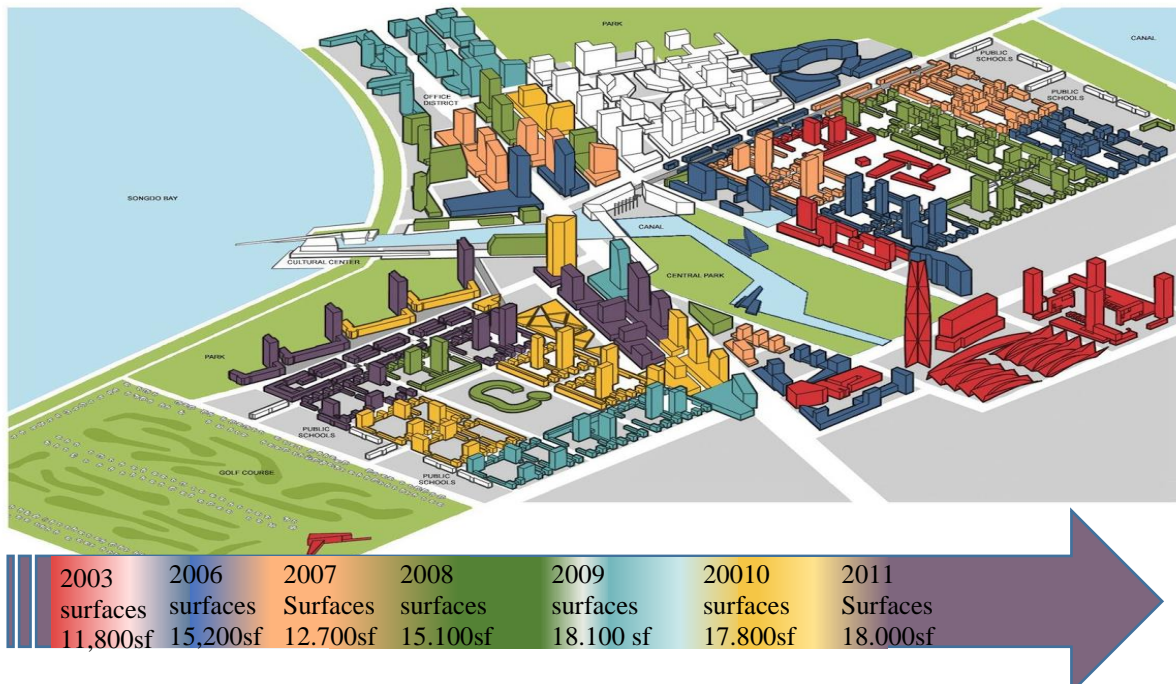 PARK
CANAL
PUBLIC
SCHOOLS
PUBLIC
SCHOOLS
OFFICE
DISTRICT
SONGDO BAY
CANAL
CULTURAL CENTER
CENTRAL PARK
PARK
PUBLIC
SCHOOLS
GOLF COURSE
PUBLIC
SCHOOLS
2003
surfaces
11,800sf
2006
surfaces
15,200sf
2007
Surfaces
12.700sf
2008
surfaces
15.100sf
2009
surfaces
18.100 sf
20010
surfaces
17.800sf
2011
Surfaces
18.000sf